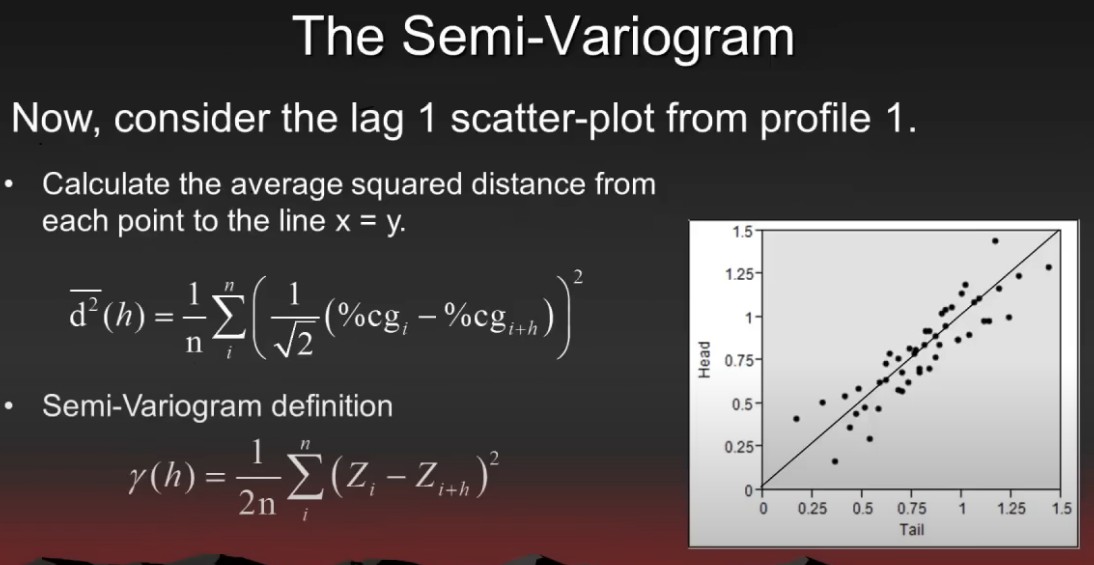 The Semi-Variogram
Now, consider the lag 1 scatter-plot from profile 1.
• Calculate the average squared distance from
each point to the line x = y.
$\overline{d^2}(h) = \frac{1}{n}\sum_{i}^{n}\left(\frac{1}{\sqrt{2}}(\%cg_i - \%cg_{i+h})\right)^2$
• Semi-Variogram definition
$\gamma(h) = \frac{1}{2n}\sum_{i}^{n}(Z_i - Z_{i+h})^2$
1.5
1.25
1
0.75
0.5
0.25
0
Head
0 0.25 0.5 0.75 1 1.25 1.5
Tail